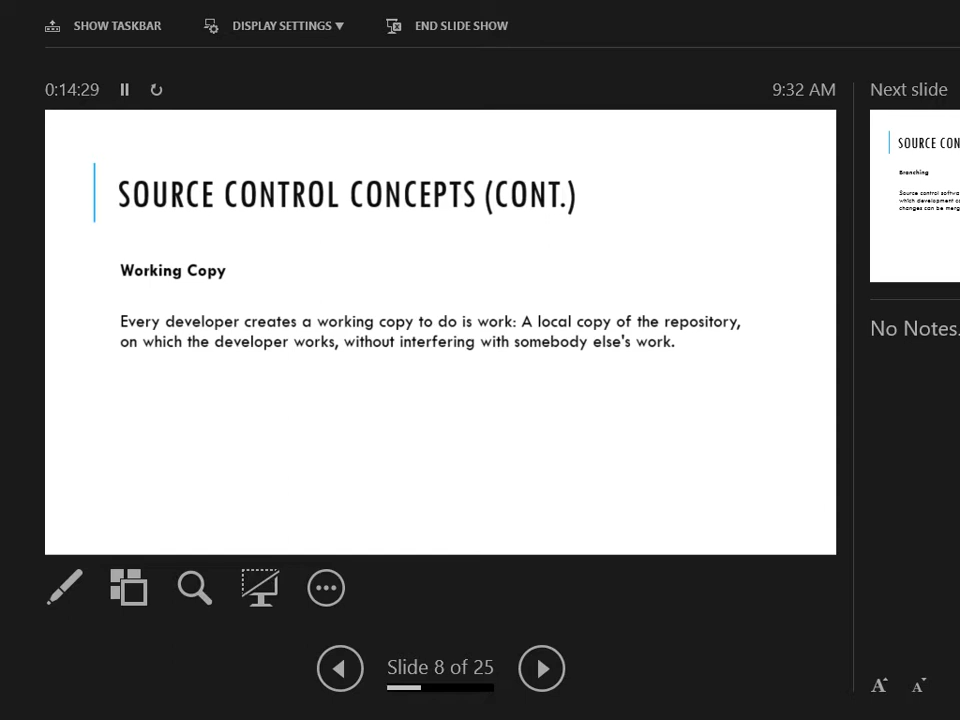 SHOW TASKBAR
DISPLAY SETTINGS ▼
END SLIDE SHOW
0:14:29
9:32 AM
Next slide
SOURCE CONTROL CONCEPTS (CONT.)
Working Copy
Every developer creates a working copy to do is work: A local copy of the repository,
on which the developer works, without interfering with somebody else's work.
SOURCE CON
Branching
Source control softwa
which development c
changes can be merg
No Notes.
Slide 8 of 25
A
A